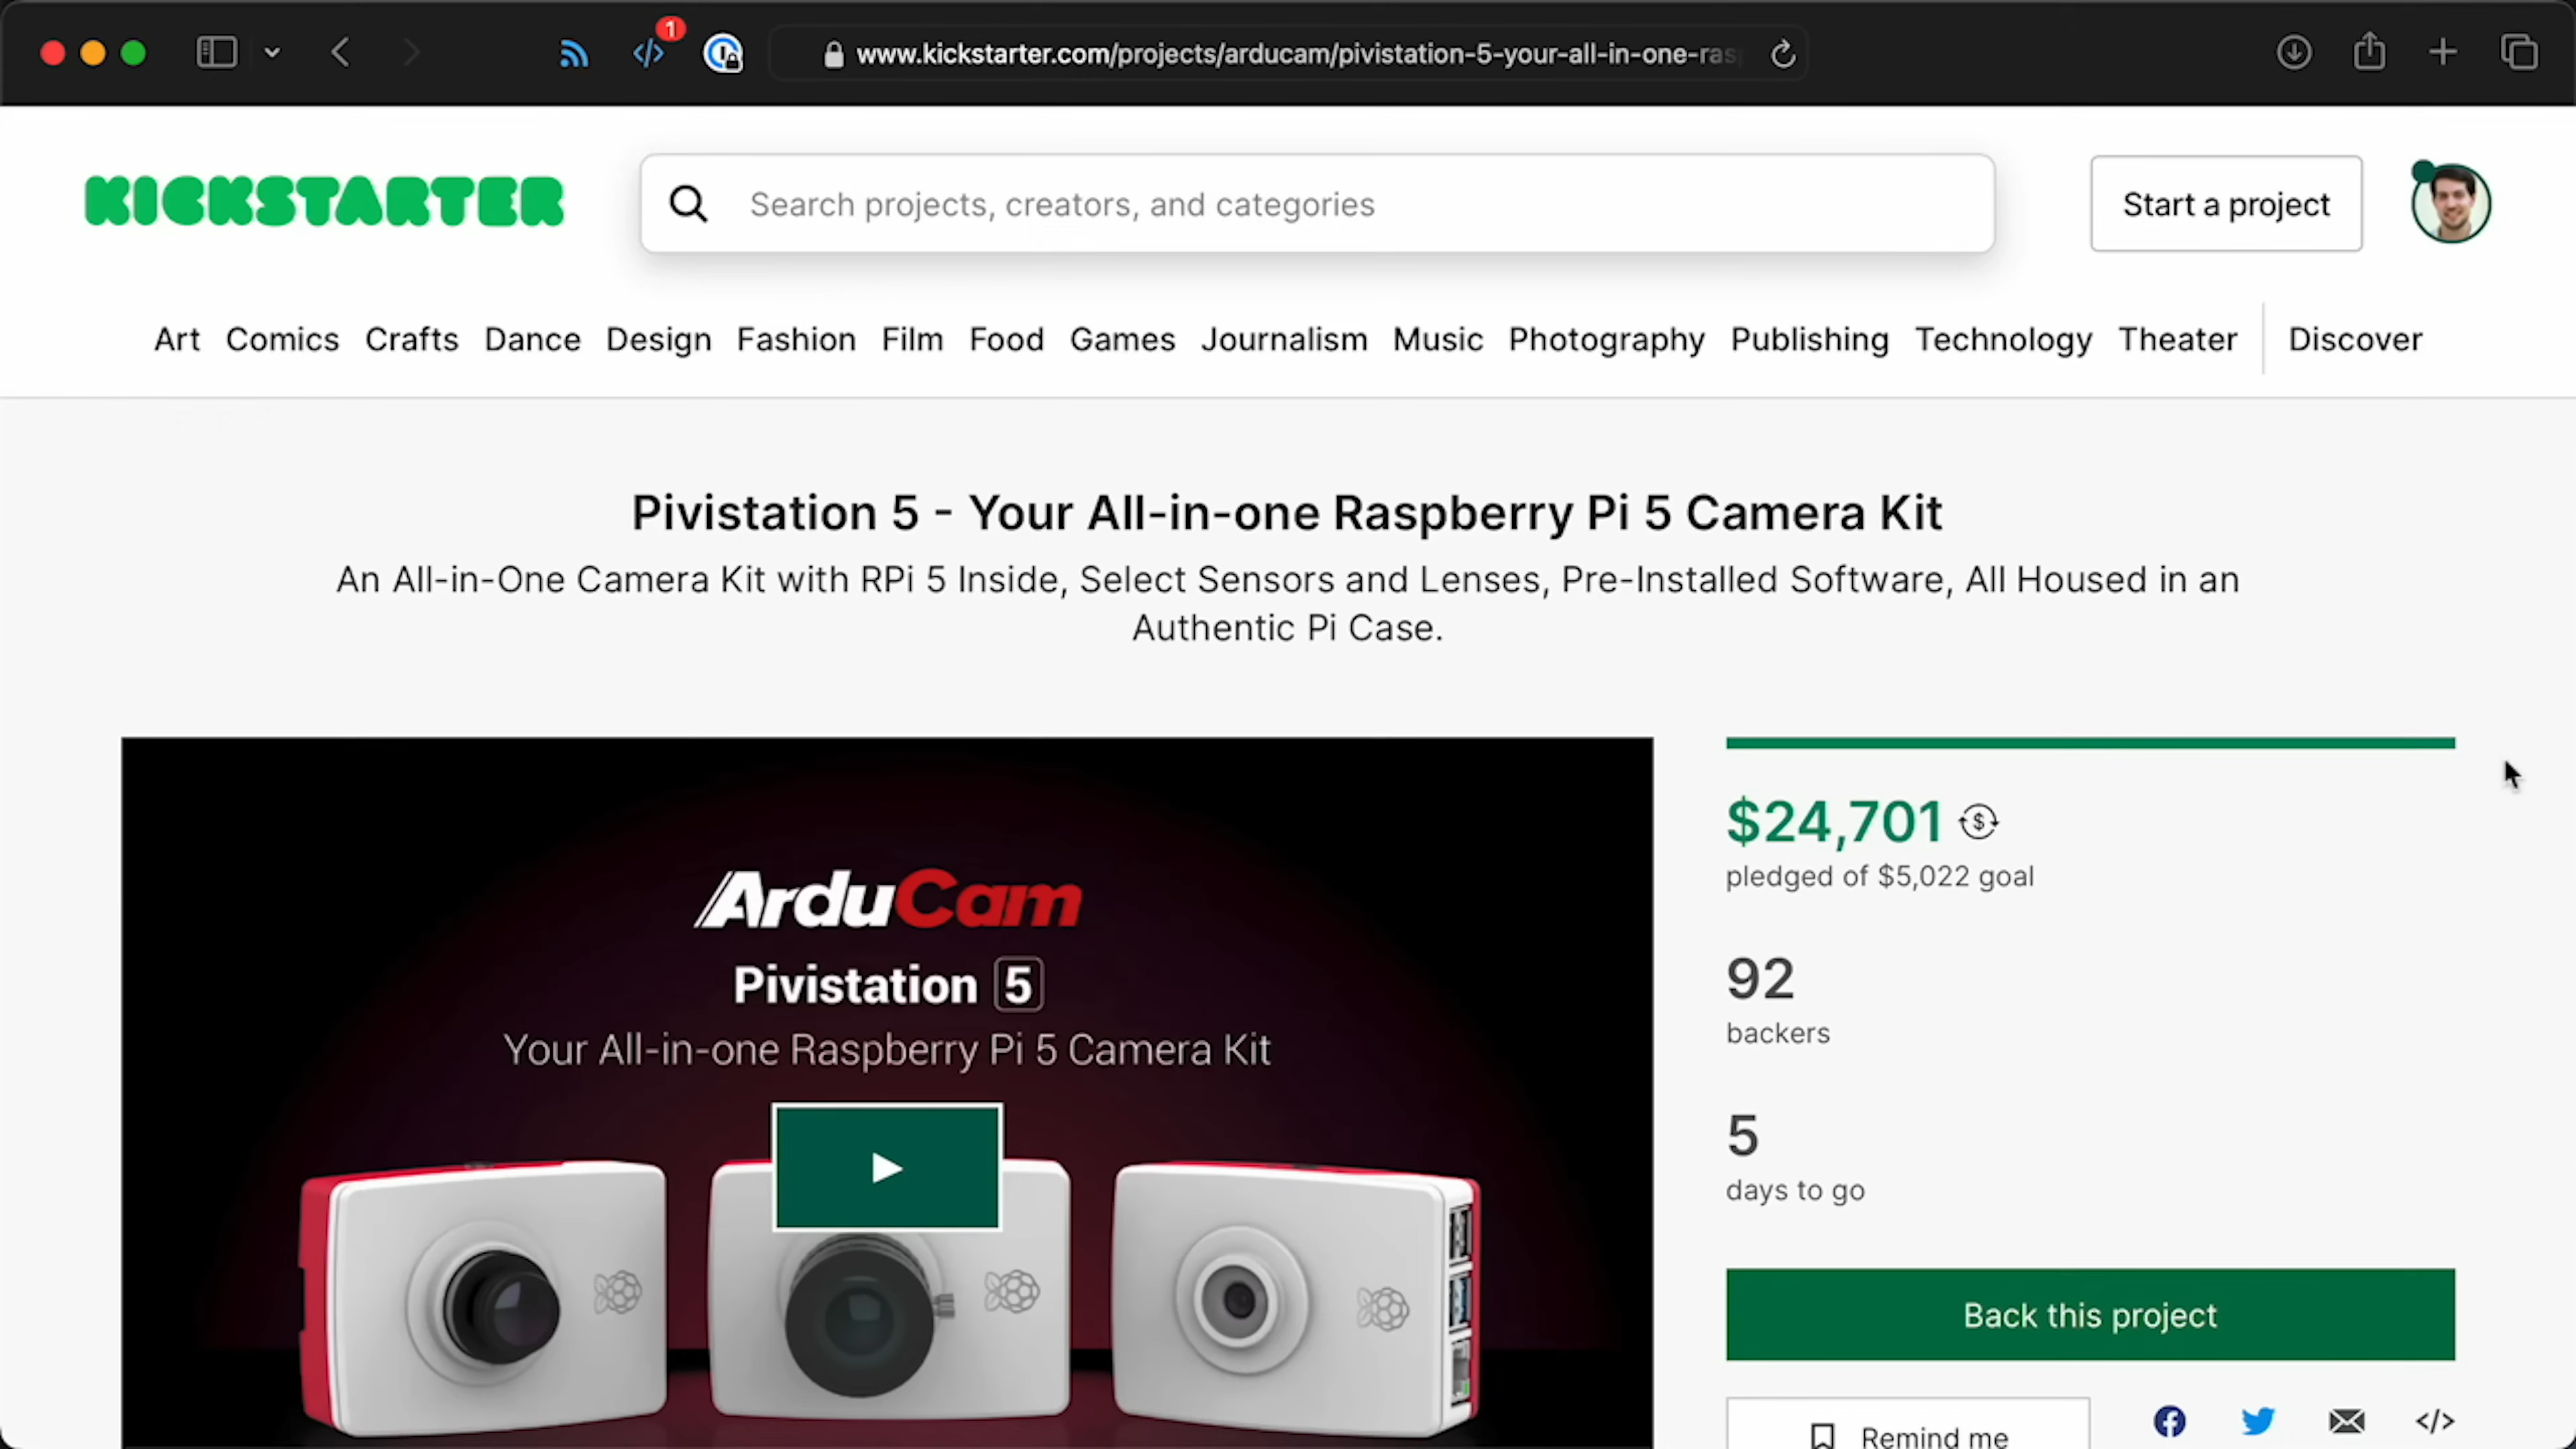 1
www.kickstarter.com/projects/arducam/pivistation-5-your-all-in-one-rasp
KICKSTARTER
Search projects, creators, and categories
Start a project
Art Comics Crafts Dance Design Fashion Film Food Games Journalism Music Photography Publishing Technology Theater Discover
Pivistation 5 - Your All-in-one Raspberry Pi 5 Camera Kit
An All-in-One Camera Kit with RPi 5 Inside, Select Sensors and Lenses, Pre-Installed Software, All Housed in an
Authentic Pi Case.
ArduCam
Pivistation 5
Your All-in-one Raspberry Pi 5 Camera Kit
$24,701
pledged of $5,022 goal
92
backers
5
days to go
Back this project
Remind me